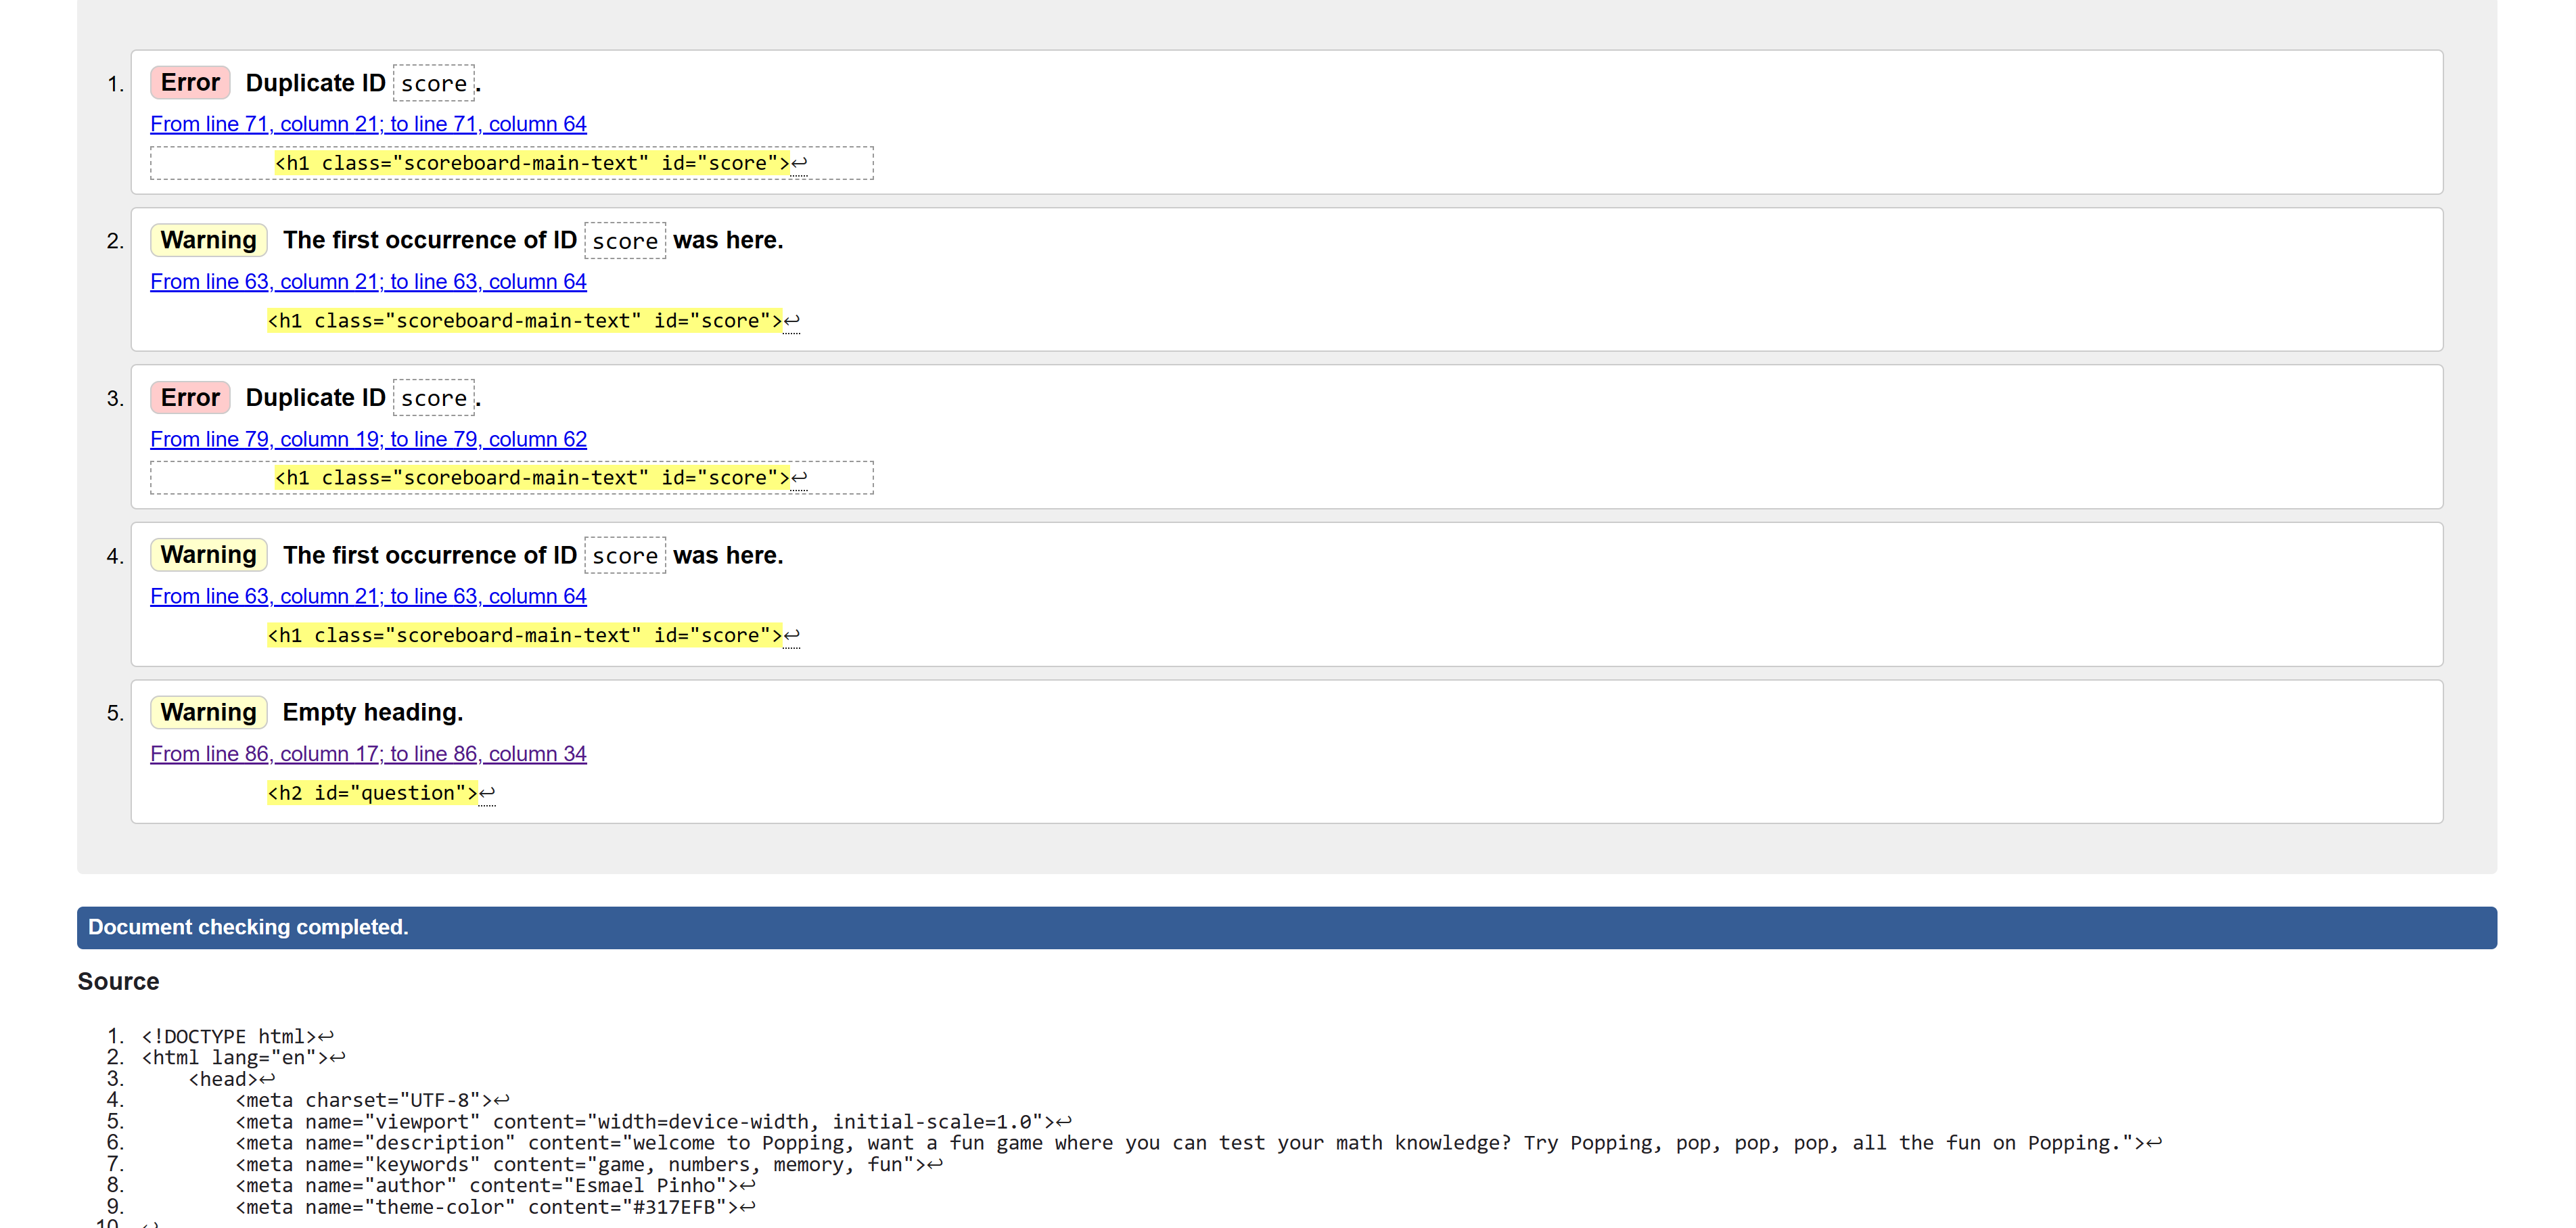 1. Error Duplicate ID score.
From line 71, column 21; to line 71, column 64
<h1 class="scoreboard-main-text" id="score">↩
2. Warning The first occurrence of ID score was here.
From line 63, column 21; to line 63, column 64
<h1 class="scoreboard-main-text" id="score">↩
3. Error Duplicate ID score.
From line 79, column 19; to line 79, column 62
<h1 class="scoreboard-main-text" id="score">↩
4. Warning The first occurrence of ID score was here.
From line 63, column 21; to line 63, column 64
<h1 class="scoreboard-main-text" id="score">↩
5. Warning Empty heading.
From line 86, column 17; to line 86, column 34
<h2 id="question">↩
Document checking completed.
Source
1. <!DOCTYPE html>↩
2. <html lang="en">↩
3. <head>↩
4. <meta charset="UTF-8">↩
5. <meta name="viewport" content="width=device-width, initial-scale=1.0">↩
6. <meta name="description" content="welcome to Popping, want a fun game where you can test your math knowledge? Try Popping, pop, pop, pop, all the fun on Popping.">↩
7. <meta name="keywords" content="game, numbers, memory, fun">↩
8. <meta name="author" content="Esmael Pinho">↩
9. <meta name="theme-color" content="#317EFB">↩
10. ↩